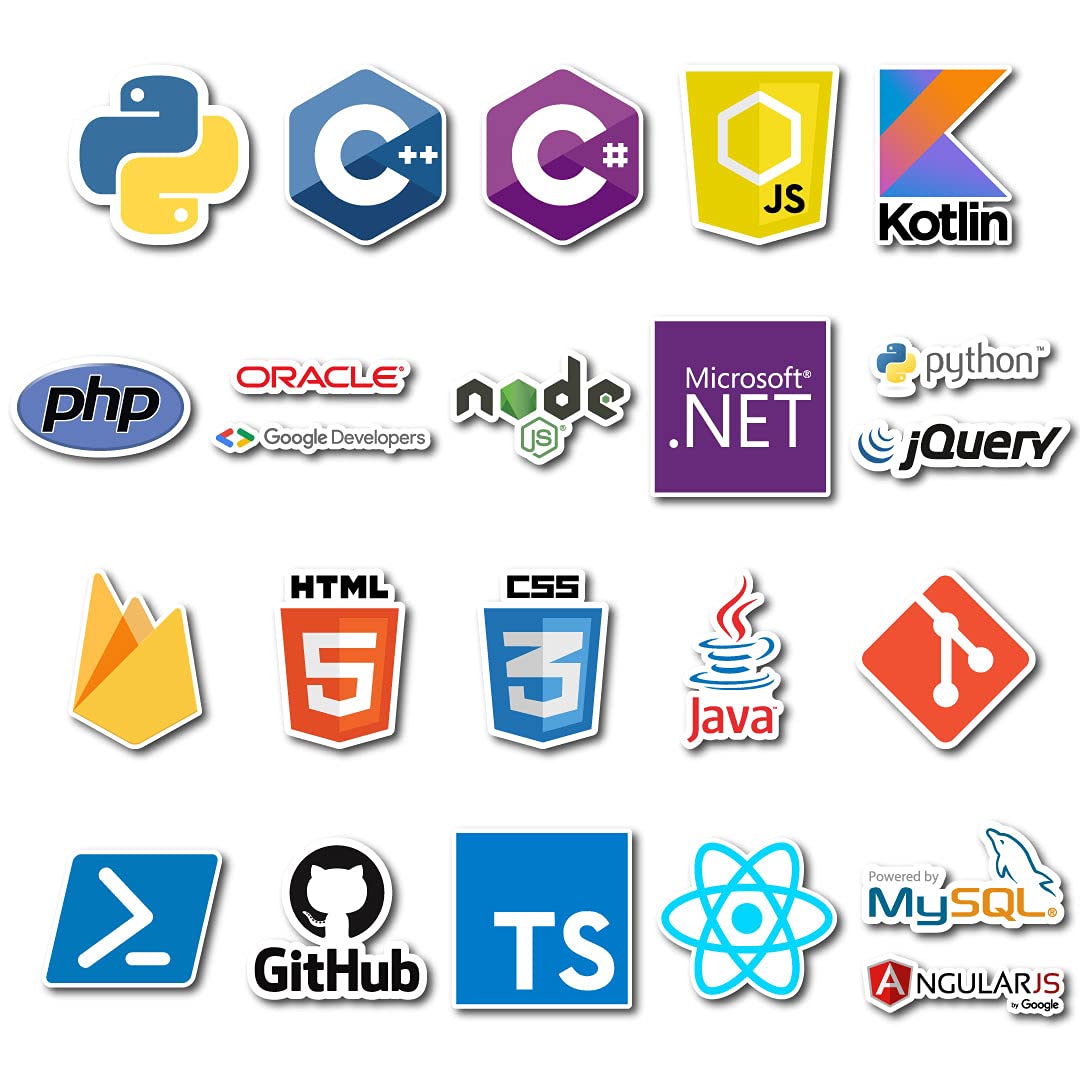 C++
C#
JS
Kotlin
php
ORACLE®
Google Developers
node
JS®
Microsoft®
.NET
python™
jQuery
HTML
5
CSS
3
Java™
GitHub
TS
Powered by
MySQL®
ANGULARJS
by Google